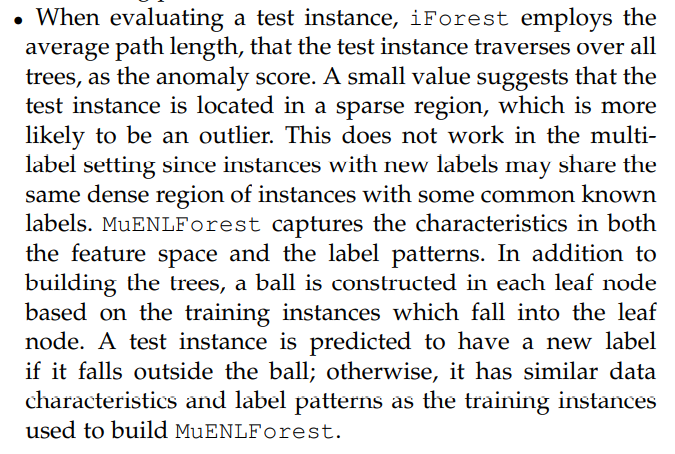 • When evaluating a test instance, iForest employs the
average path length, that the test instance traverses over all
trees, as the anomaly score. A small value suggests that the
test instance is located in a sparse region, which is more
likely to be an outlier. This does not work in the multi-
label setting since instances with new labels may share the
same dense region of instances with some common known
labels. MuENLForest captures the characteristics in both
the feature space and the label patterns. In addition to
building the trees, a ball is constructed in each leaf node
based on the training instances which fall into the leaf
node. A test instance is predicted to have a new label
if it falls outside the ball; otherwise, it has similar data
characteristics and label patterns as the training instances
used to build MuENLForest.